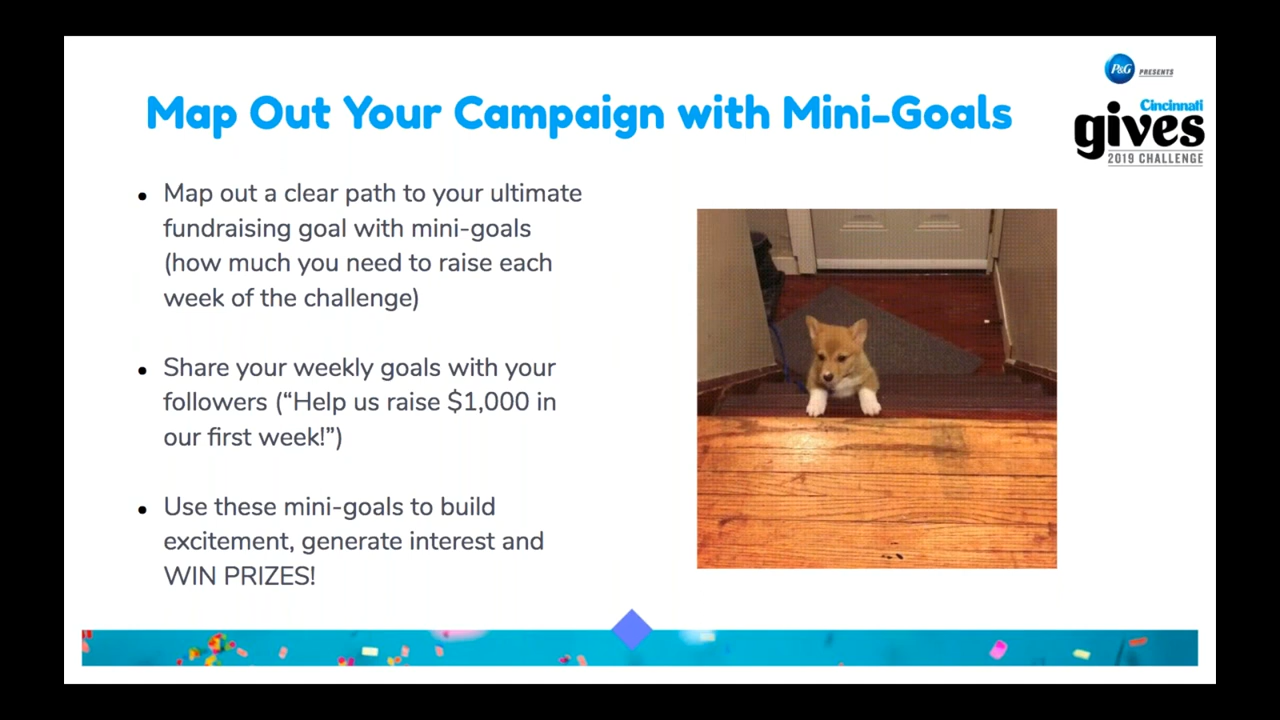 P&G PRESENTS
Map Out Your Campaign with Mini-Goals
Cincinnati
gives
2019 CHALLENGE
• Map out a clear path to your ultimate
fundraising goal with mini-goals
(how much you need to raise each
week of the challenge)
• Share your weekly goals with your
followers (“Help us raise $1,000 in
our first week!”)
• Use these mini-goals to build
excitement, generate interest and
WIN PRIZES!